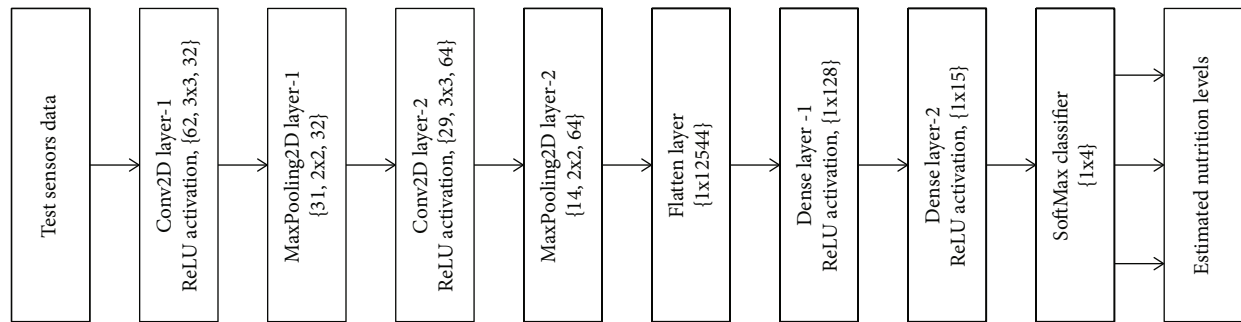 Test sensors data
Conv2D layer-1
ReLU activation, {62, 3x3, 32}
MaxPooling2D layer-1
{31, 2x2, 32}
Conv2D layer-2
ReLU activation, {29, 3x3, 64}
MaxPooling2D layer-2
{14, 2x2, 64}
Flatten layer
{1x12544}
Dense layer -1
ReLU activation, {1x128}
Dense layer-2
ReLU activation, {1x15}
SoftMax classifier
{1x4}
Estimated nutrition levels